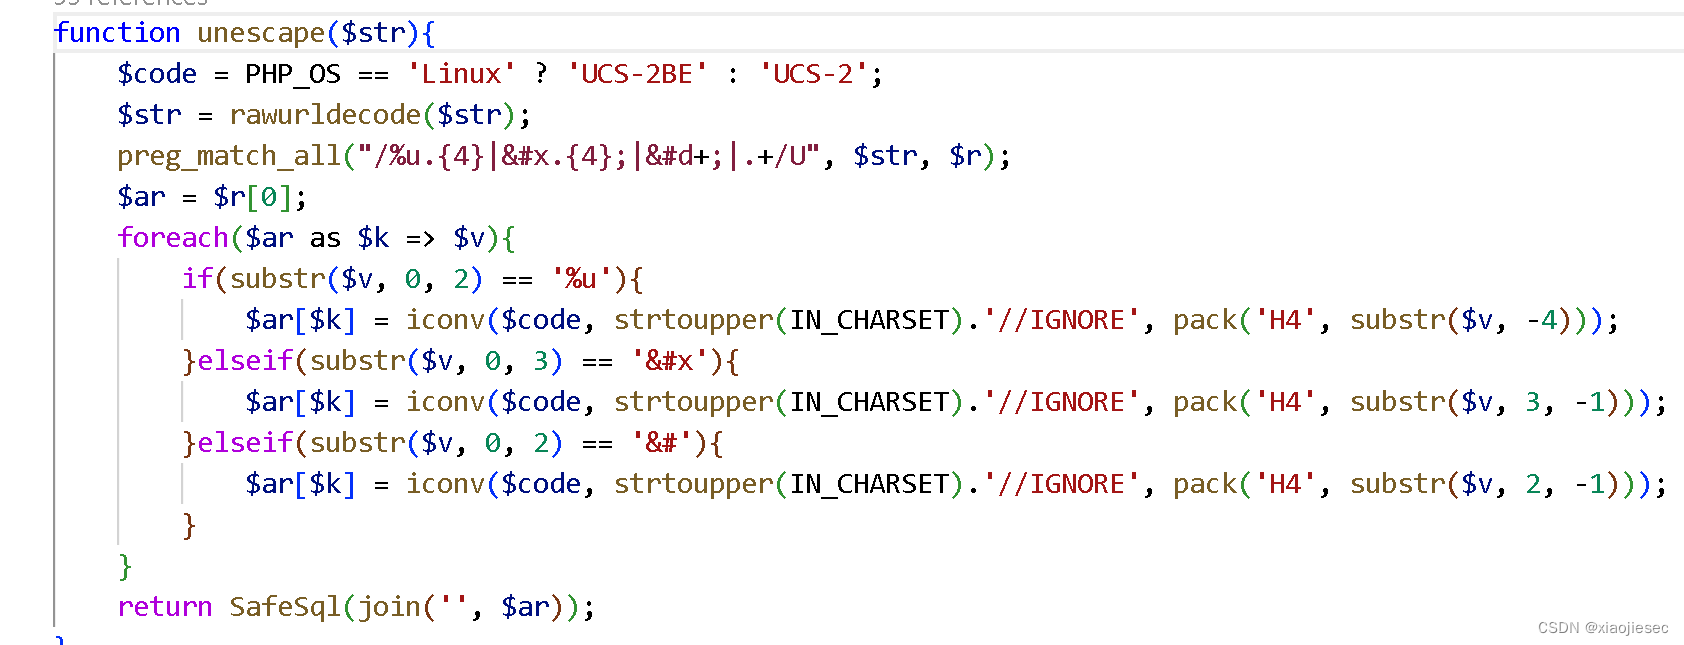 function unescape($str){
$code = PHP_OS == 'Linux' ? 'UCS-2BE' : 'UCS-2';
$str = rawurldecode($str);
preg_match_all("/%u.{4}|&#x.{4};|&#d+;|.+/U", $str, $r);
$ar = $r[0];
foreach($ar as $k => $v){
if(substr($v, 0, 2) == '%u'){
$ar[$k] = iconv($code, strtoupper(IN_CHARSET).'//IGNORE', pack('H4', substr($v, -4)));
}elseif(substr($v, 0, 3) == '&#x'){
$ar[$k] = iconv($code, strtoupper(IN_CHARSET).'//IGNORE', pack('H4', substr($v, 3, -1)));
}elseif(substr($v, 0, 2) == '&#'){
$ar[$k] = iconv($code, strtoupper(IN_CHARSET).'//IGNORE', pack('H4', substr($v, 2, -1)));
}
}
return SafeSql(join('', $ar));
}
CSDN @xiaojiesec